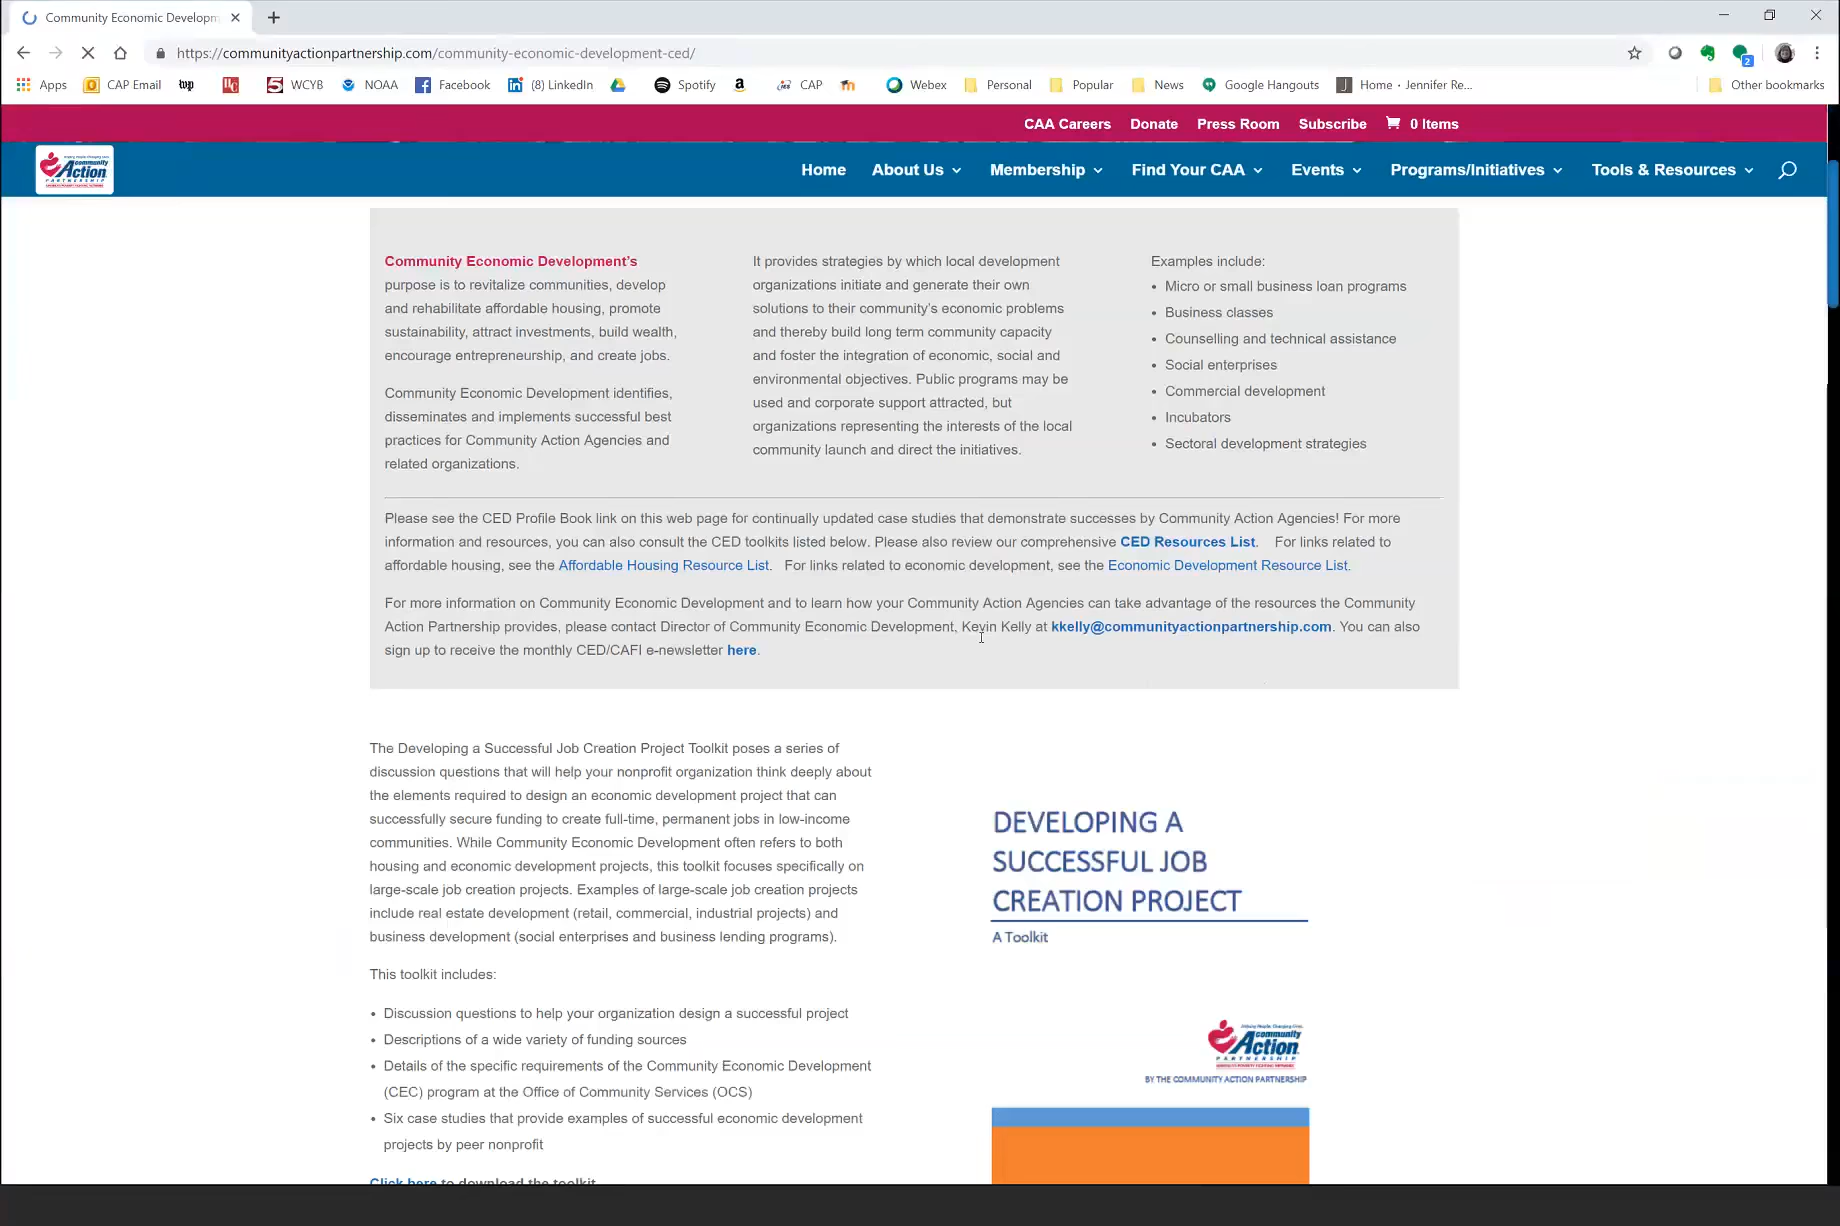 Community Economic Developm
https://communityactionpartnership.com/community-economic-development-ced/
2
Apps CAP Email wp WCYB NOAA Facebook (8) LinkedIn Spotify CAP Webex Personal Popular News Google Hangouts Home · Jennifer Re... Other bookmarks
CAA Careers Donate Press Room Subscribe 0 Items
community Action PARTNERSHIP
Home About Us Membership Find Your CAA Events Programs/Initiatives Tools & Resources
Community Economic Development's
purpose is to revitalize communities, develop
and rehabilitate affordable housing, promote
sustainability, attract investments, build wealth,
encourage entrepreneurship, and create jobs.
Community Economic Development identifies,
disseminates and implements successful best
practices for Community Action Agencies and
related organizations.
It provides strategies by which local development
organizations initiate and generate their own
solutions to their community's economic problems
and thereby build long term community capacity
and foster the integration of economic, social and
environmental objectives. Public programs may be
used and corporate support attracted, but
organizations representing the interests of the local
community launch and direct the initiatives.
Examples include:
• Micro or small business loan programs
• Business classes
• Counselling and technical assistance
• Social enterprises
• Commercial development
• Incubators
• Sectoral development strategies
Please see the CED Profile Book link on this web page for continually updated case studies that demonstrate successes by Community Action Agencies! For more
information and resources, you can also consult the CED toolkits listed below. Please also review our comprehensive CED Resources List. For links related to
affordable housing, see the Affordable Housing Resource List. For links related to economic development, see the Economic Development Resource List.
For more information on Community Economic Development and to learn how your Community Action Agencies can take advantage of the resources the Community
Action Partnership provides, please contact Director of Community Economic Development, Kevin Kelly at kkelly@communityactionpartnership.com. You can also
sign up to receive the monthly CED/CAFI e-newsletter here.
The Developing a Successful Job Creation Project Toolkit poses a series of
discussion questions that will help your nonprofit organization think deeply about
the elements required to design an economic development project that can
successfully secure funding to create full-time, permanent jobs in low-income
communities. While Community Economic Development often refers to both
housing and economic development projects, this toolkit focuses specifically on
large-scale job creation projects. Examples of large-scale job creation projects
include real estate development (retail, commercial, industrial projects) and
business development (social enterprises and business lending programs).
This toolkit includes:
• Discussion questions to help your organization design a successful project
• Descriptions of a wide variety of funding sources
• Details of the specific requirements of the Community Economic Development
(CEC) program at the Office of Community Services (OCS)
• Six case studies that provide examples of successful economic development
projects by peer nonprofit
Click here to download the toolkit
DEVELOPING A
SUCCESSFUL JOB
CREATION PROJECT
A Toolkit
community
Action
PARTNERSHIP
BY THE COMMUNITY ACTION PARTNERSHIP